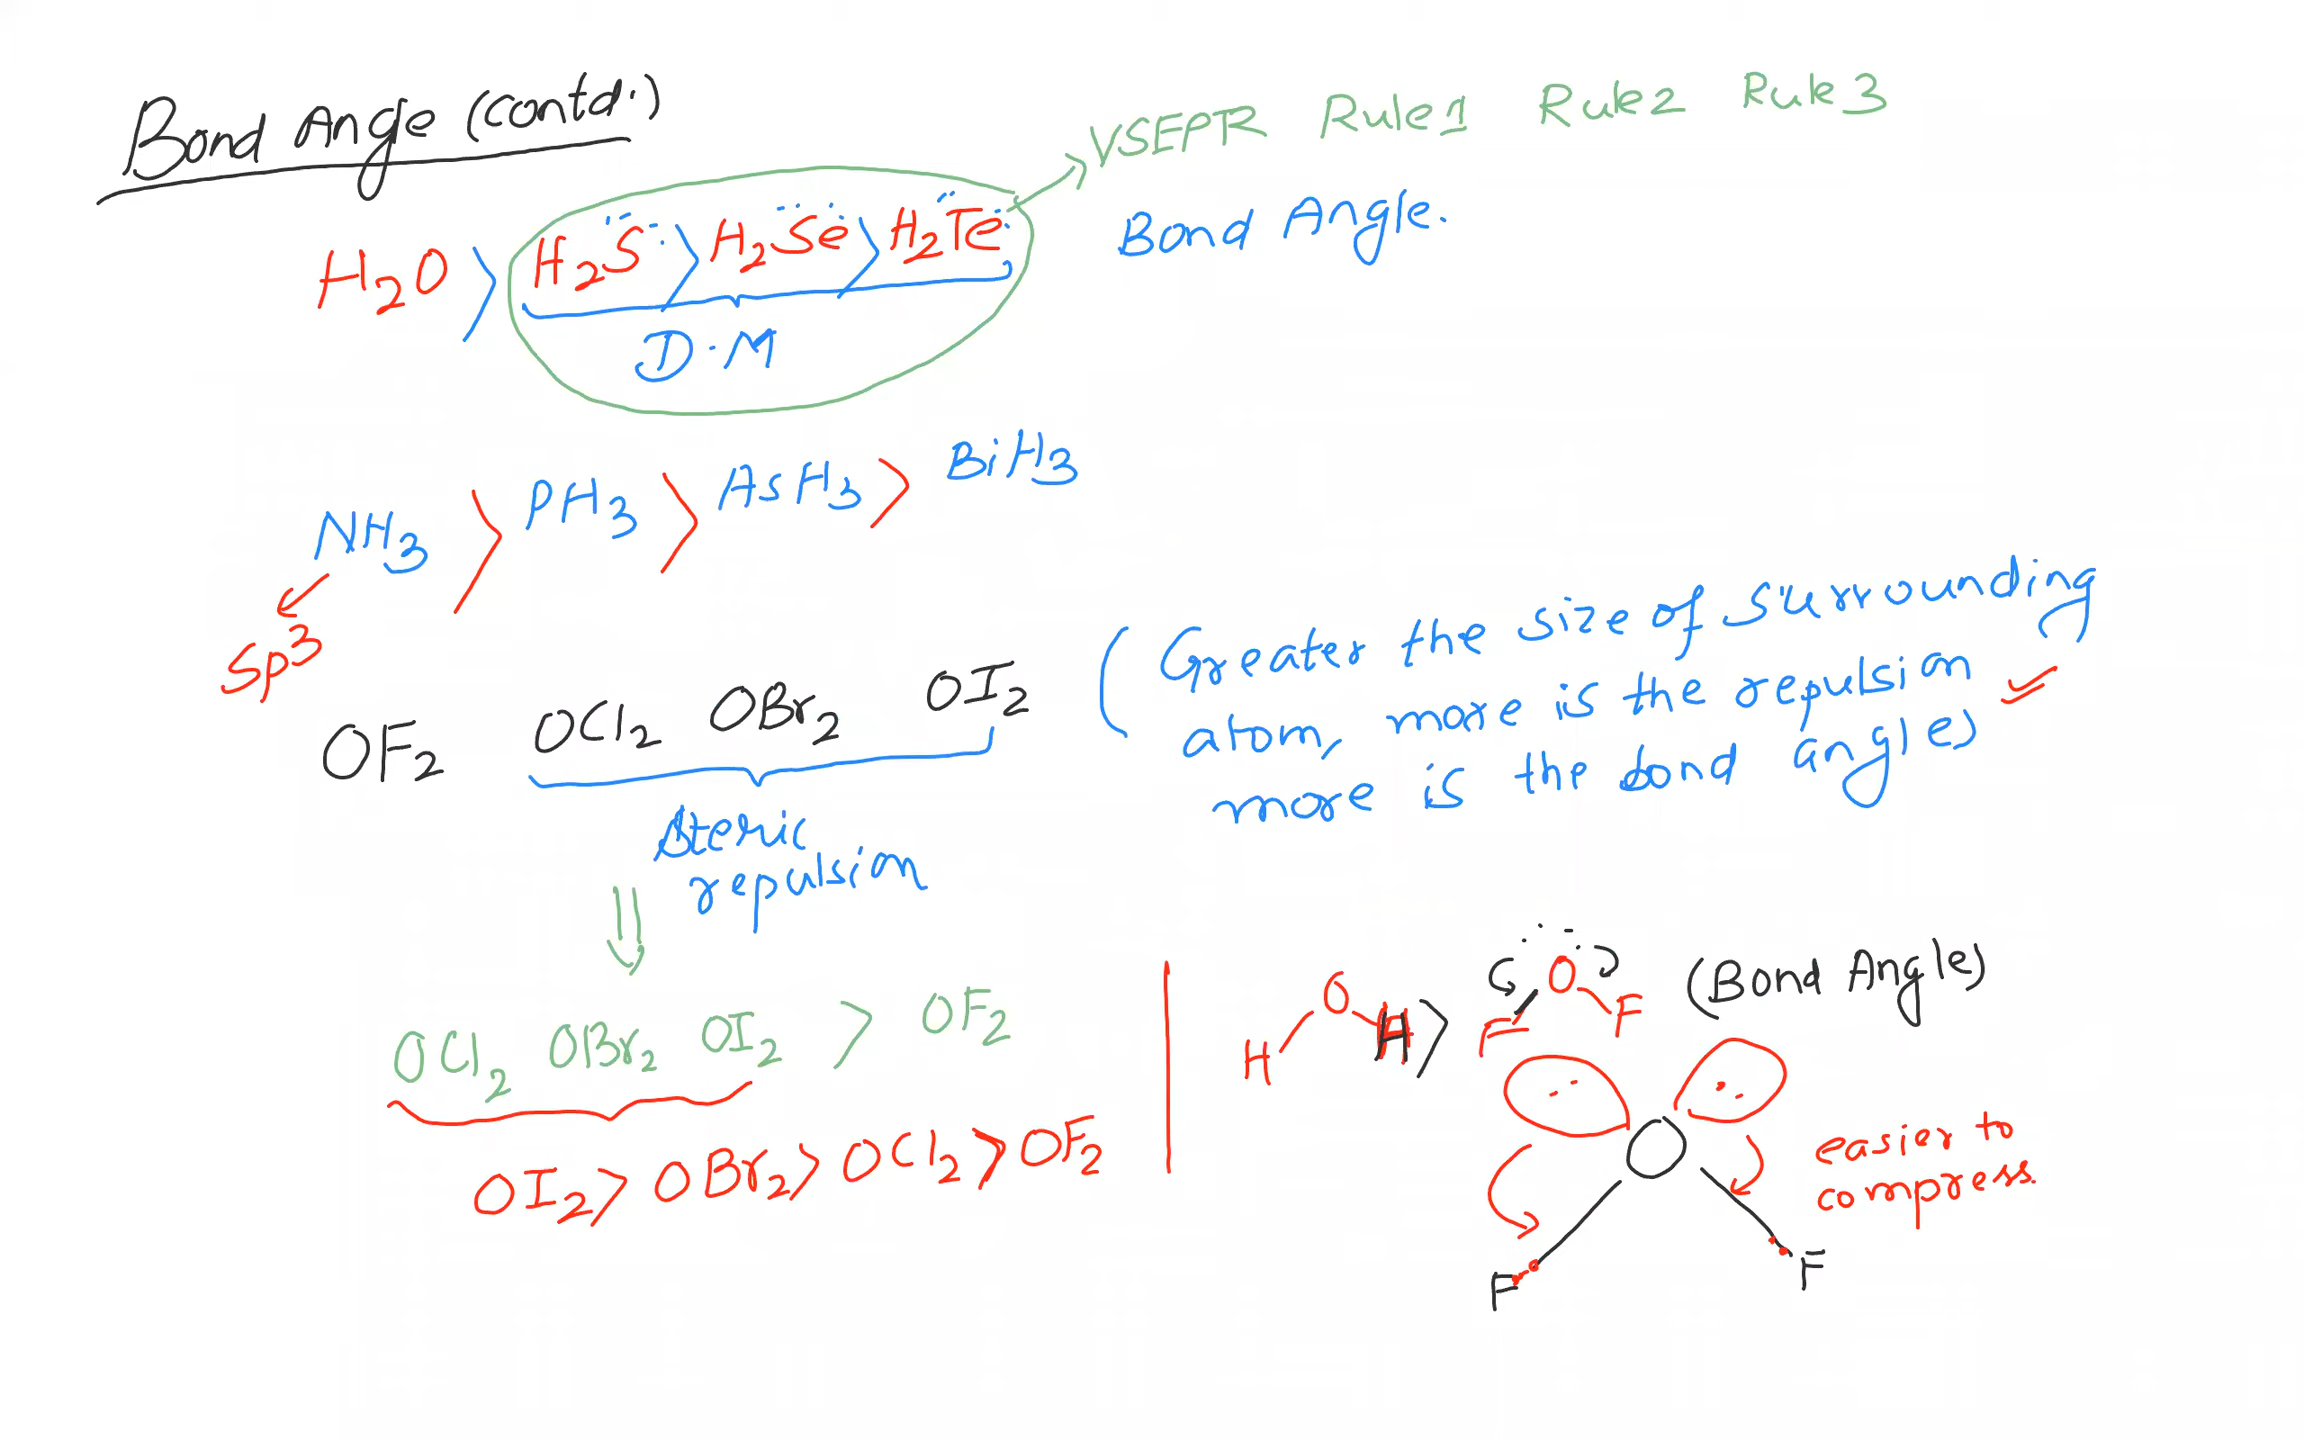 Bond Angle (contd.)
VSEPR Rule1 Rule2 Rule3
H2O > H2S > H2Se > H2Te
Bond Angle.
D.M
NH3 > PH3 > AsH3 > BiH3
Sp3
OF2 OCl2 OBr2 OI2
(Greater the size of surrounding
atom, more is the repulsion
more is the bond angles)
Steric
repulsion
OCl2 OBr2 OI2 > OF2
OI2 > OBr2 > OCl2 > OF2
O O (Bond Angle)
H H > F F
O
easier to
compress.
F F